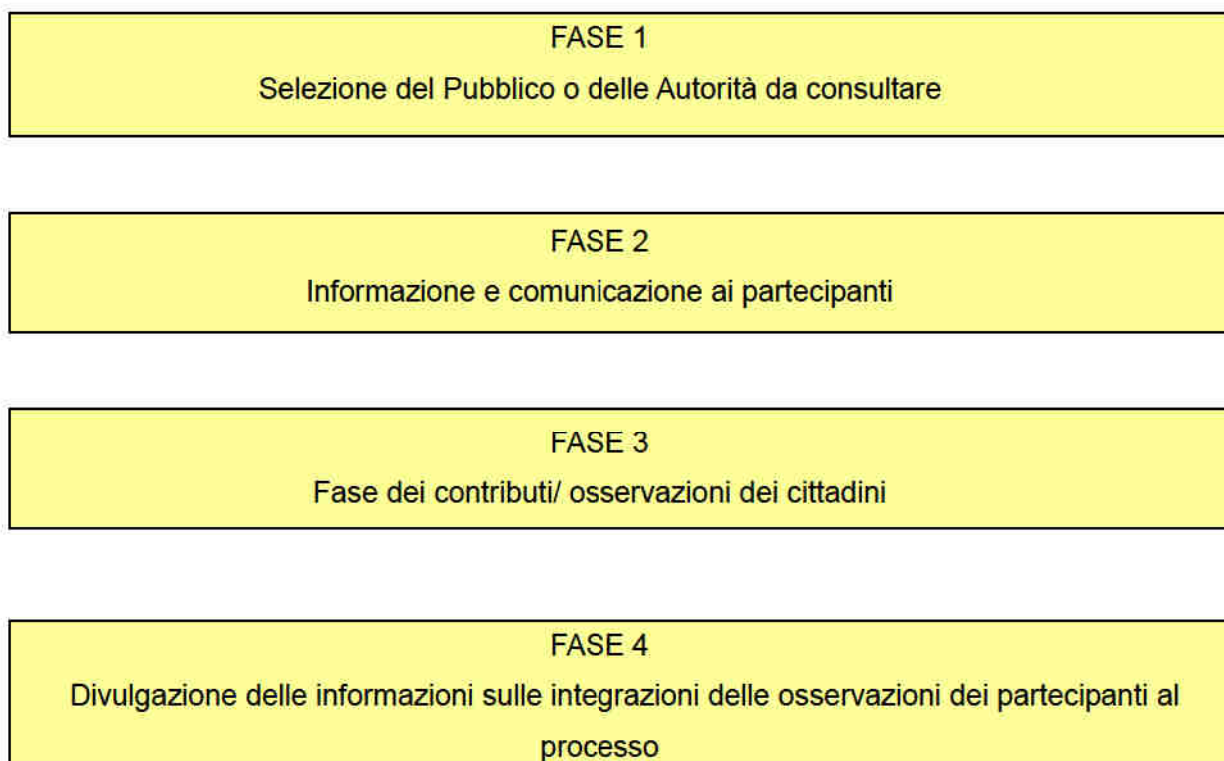 FASE 1
Selezione del Pubblico o delle Autorità da consultare
FASE 2
Informazione e comunicazione ai partecipanti
FASE 3
Fase dei contributi/ osservazioni dei cittadini
FASE 4
Divulgazione delle informazioni sulle integrazioni delle osservazioni dei partecipanti al
processo